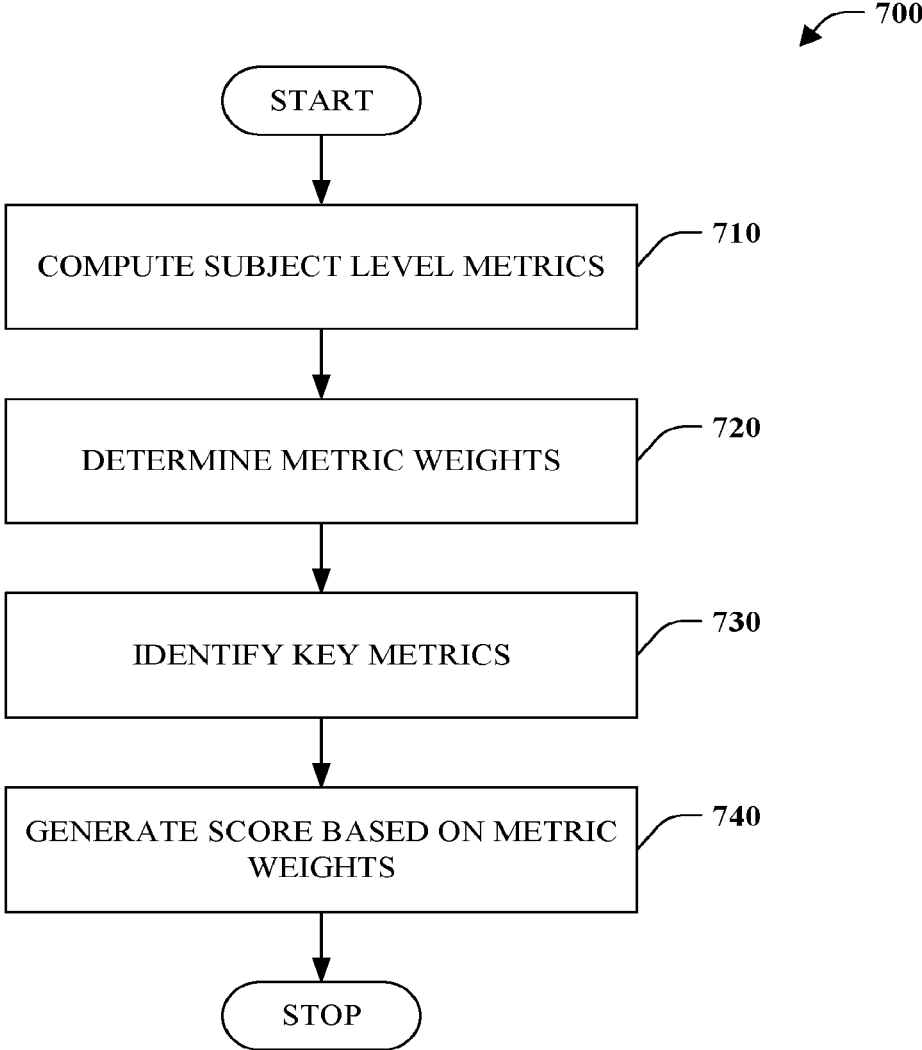 700
START
COMPUTE SUBJECT LEVEL METRICS
710
DETERMINE METRIC WEIGHTS
720
IDENTIFY KEY METRICS
730
GENERATE SCORE BASED ON METRIC
WEIGHTS
740
STOP